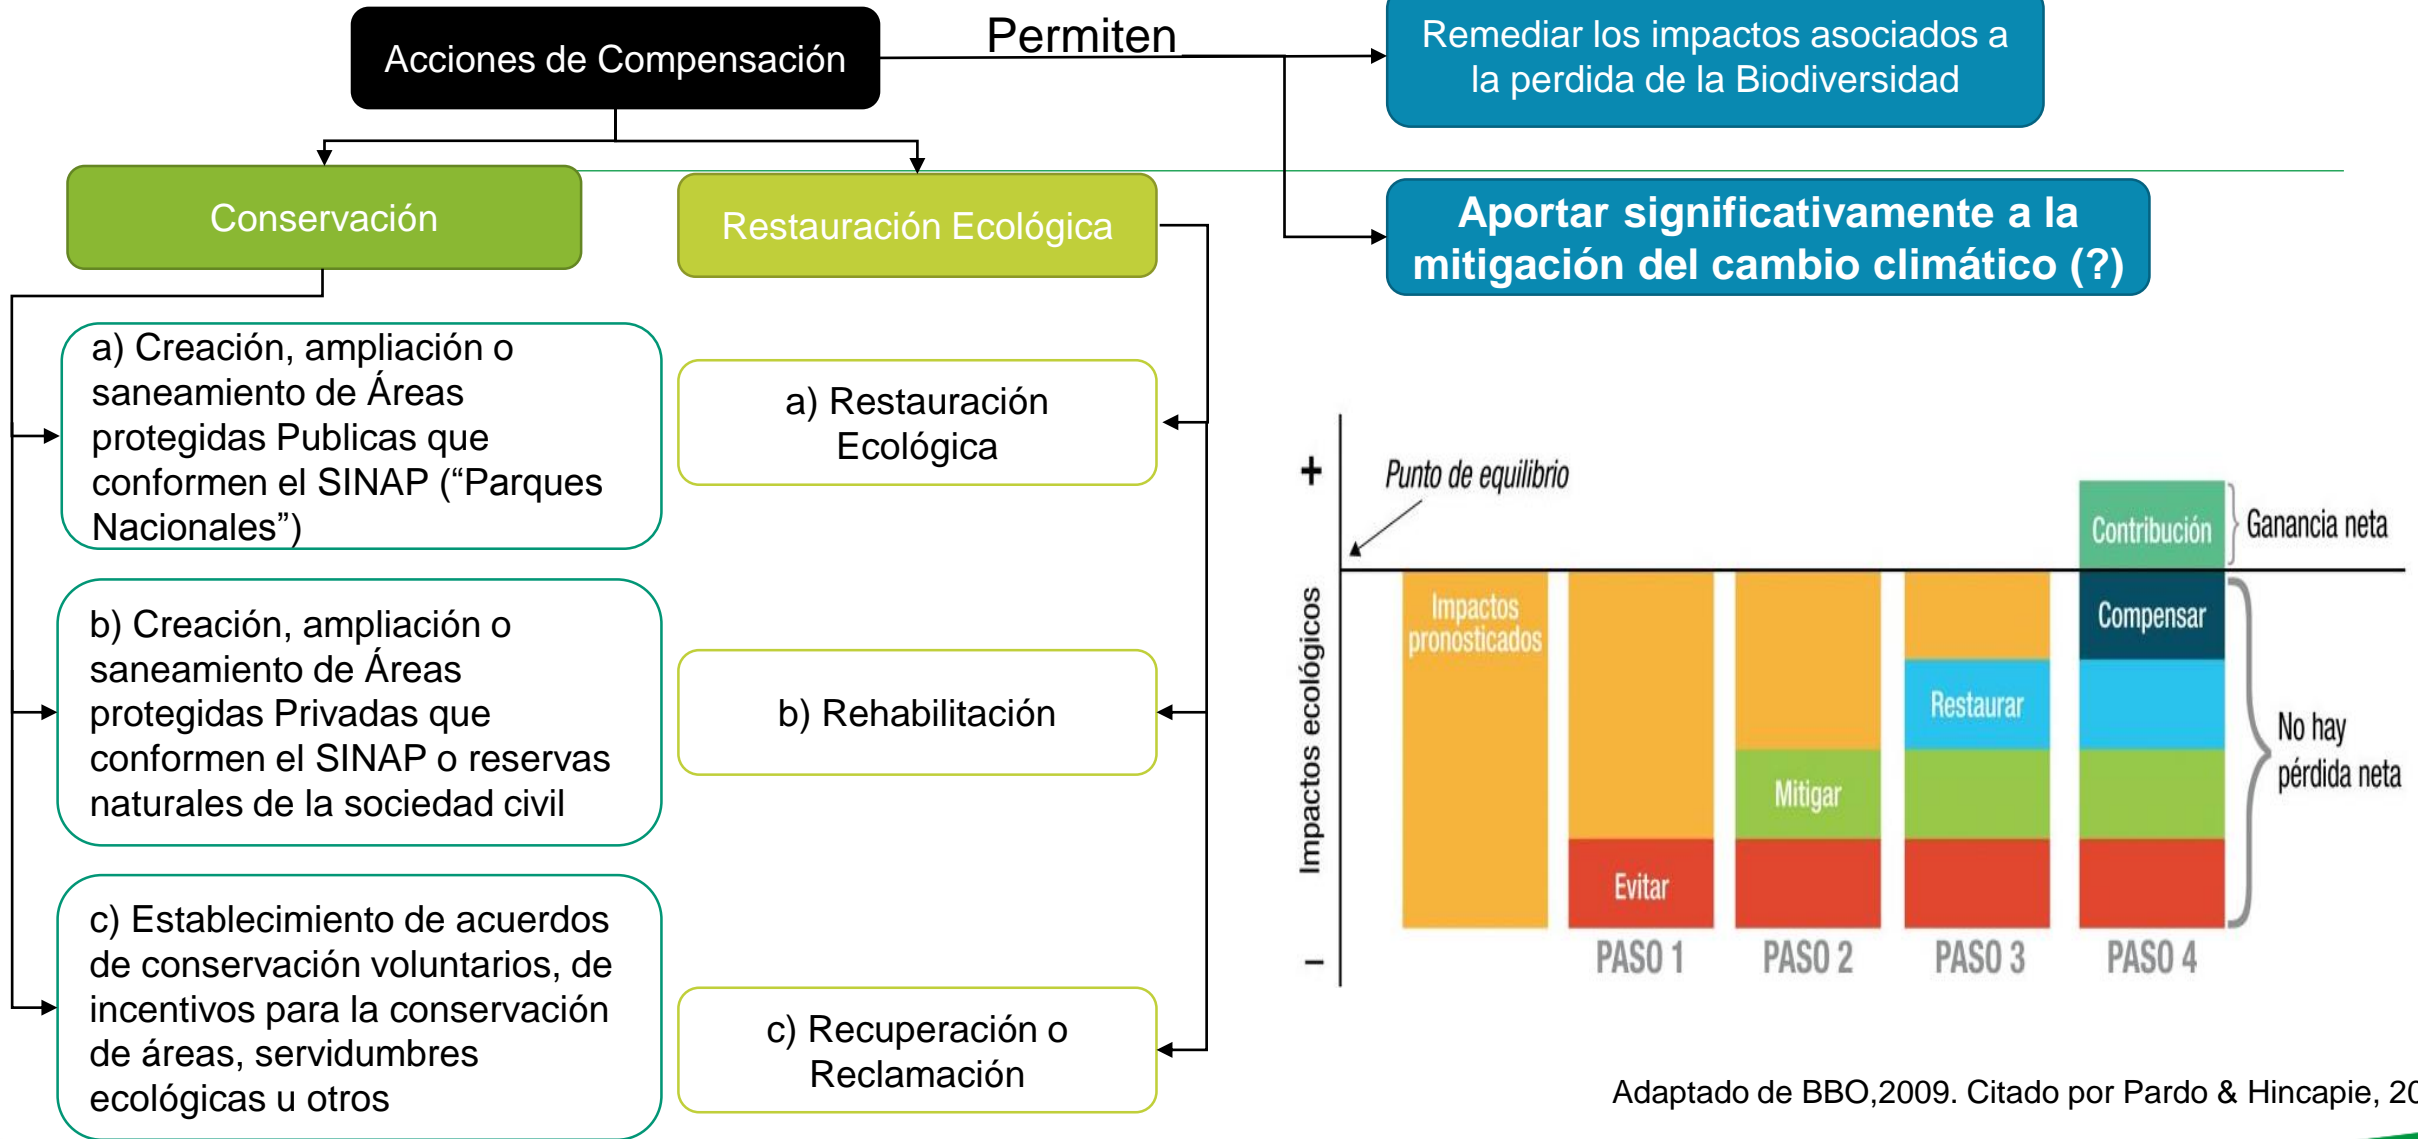 Acciones de Compensación
Permiten
Remediar los impactos asociados a
la perdida de la Biodiversidad
Aportar significativamente a la
mitigación del cambio climático (?)
Conservación
a) Creación, ampliación o
saneamiento de Áreas
protegidas Publicas que
conformen el SINAP (“Parques
Nacionales”)
b) Creación, ampliación o
saneamiento de Áreas
protegidas Privadas que
conformen el SINAP o reservas
naturales de la sociedad civil
c) Establecimiento de acuerdos
de conservación voluntarios, de
incentivos para la conservación
de áreas, servidumbres
ecológicas u otros
Restauración Ecológica
a) Restauración
Ecológica
b) Rehabilitación
c) Recuperación o
Reclamación
+
Punto de equilibrio
Impactos ecológicos
–
Impactos
pronosticados
Evitar
Mitigar
Restaurar
Contribución
Compensar
Ganancia neta
No hay
pérdida neta
PASO 1
PASO 2
PASO 3
PASO 4
Adaptado de BBO,2009. Citado por Pardo & Hincapie,